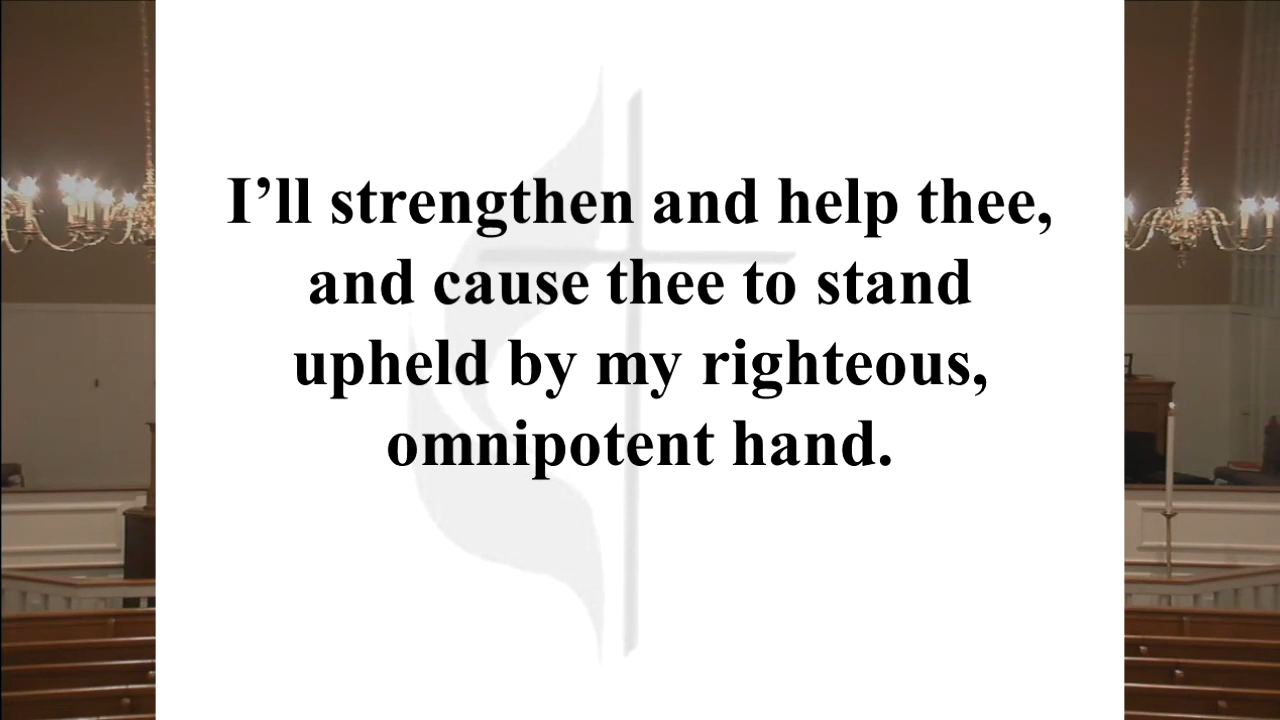 I’ll strengthen and help thee,
and cause thee to stand
upheld by my righteous,
omnipotent hand.